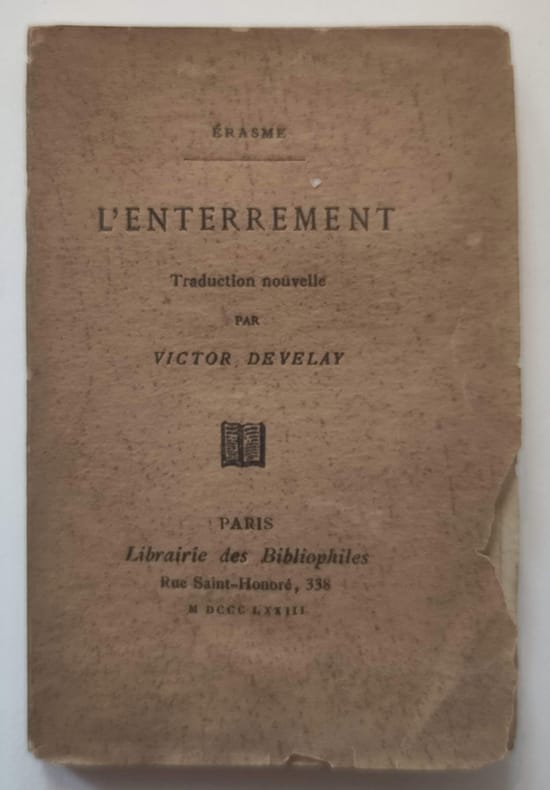 ÉRASME
L'ENTERREMENT
Traduction nouvelle
PAR
VICTOR DEVELAY
PARIS
Librairie des Bibliophiles
Rue Saint-Honoré, 338
M DCCC LXXIII